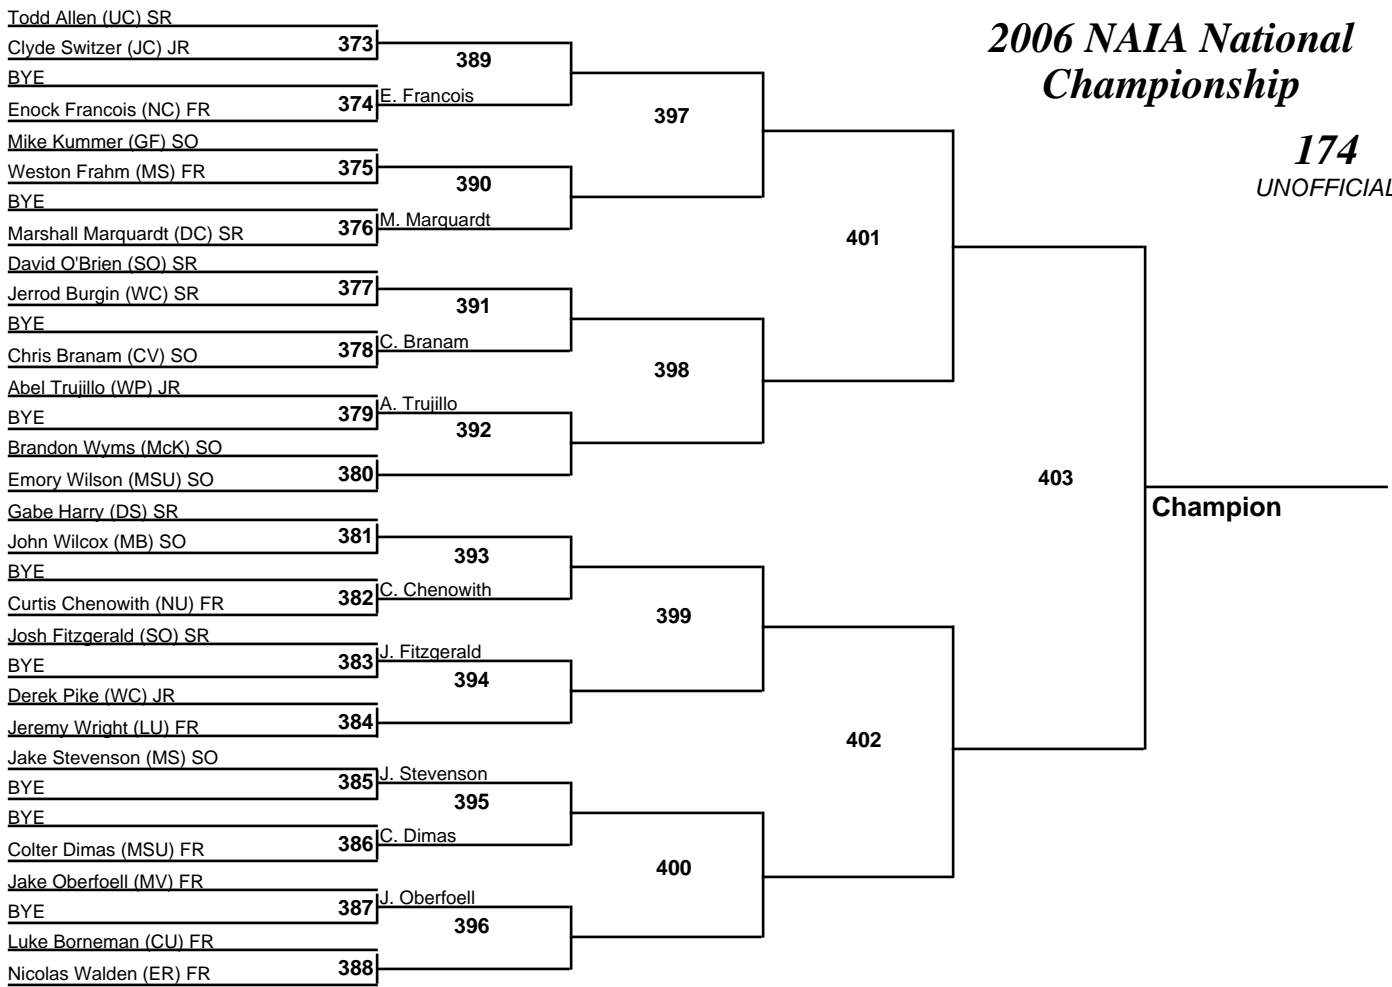 2006 NAIA National
Championship
174
UNOFFICIAL
Todd Allen (UC) SR
Clyde Switzer (JC) JR
373
389
BYE
Enock Francois (NC) FR
374
E. Francois
397
Mike Kummer (GF) SO
Weston Frahm (MS) FR
375
390
BYE
Marshall Marquardt (DC) SR
376
M. Marquardt
401
David O'Brien (SO) SR
Jerrod Burgin (WC) SR
377
391
BYE
Chris Branam (CV) SO
378
C. Branam
398
Abel Trujillo (WP) JR
BYE
379
A. Trujillo
392
Brandon Wyms (McK) SO
Emory Wilson (MSU) SO
380
403
Champion
Gabe Harry (DS) SR
John Wilcox (MB) SO
381
393
BYE
Curtis Chenowith (NU) FR
382
C. Chenowith
399
Josh Fitzgerald (SO) SR
BYE
383
J. Fitzgerald
394
Derek Pike (WC) JR
Jeremy Wright (LU) FR
384
402
Jake Stevenson (MS) SO
BYE
385
J. Stevenson
395
BYE
Colter Dimas (MSU) FR
386
C. Dimas
400
Jake Oberfoell (MV) FR
BYE
387
J. Oberfoell
396
Luke Borneman (CU) FR
Nicolas Walden (ER) FR
388